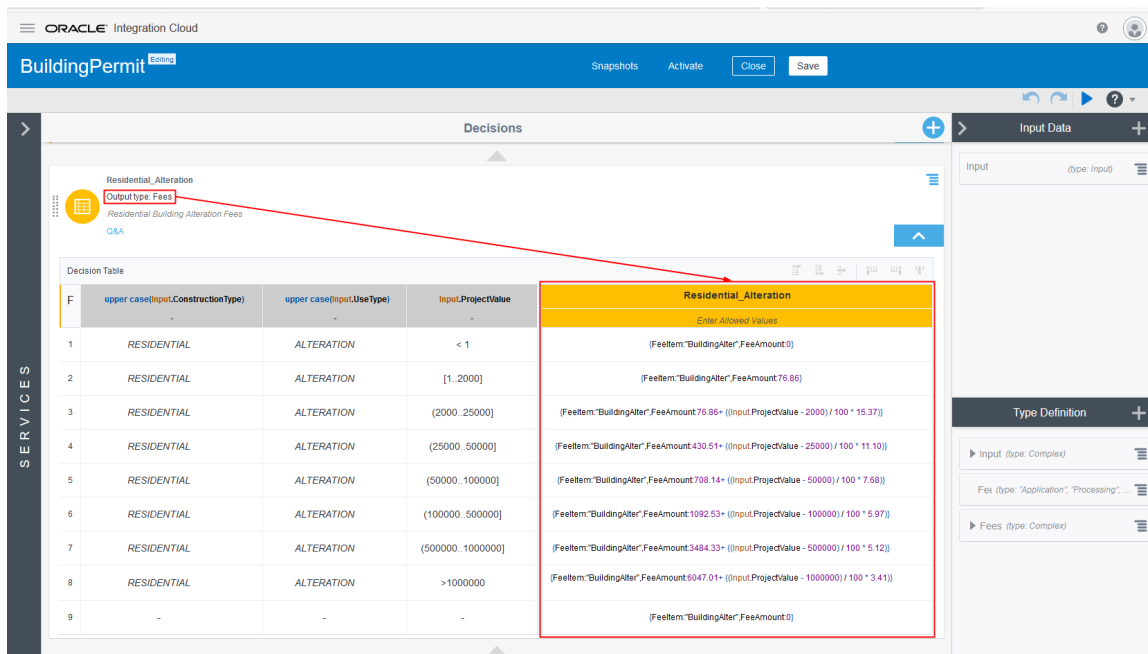 ORACLE Integration Cloud
BuildingPermit Editing
Snapshots Activate Close Save
Decisions
Input Data
Input (type: Input)
Residential_Alteration
Output type: Fees
Residential Building Alteration Fees
Q&A
Decision Table
F upper case(Input.ConstructionType) upper case(Input.UseType) Input.ProjectValue Residential_Alteration
- - - Enter Allowed Values
1 RESIDENTIAL ALTERATION < 1 {FeeItem:"BuildingAlter",FeeAmount:0}
2 RESIDENTIAL ALTERATION [1..2000] {FeeItem:"BuildingAlter",FeeAmount:76.86}
3 RESIDENTIAL ALTERATION (2000..25000] {FeeItem:"BuildingAlter",FeeAmount:76.86+ ((Input.ProjectValue - 2000) / 100 * 15.37)}
4 RESIDENTIAL ALTERATION (25000..50000] {FeeItem:"BuildingAlter",FeeAmount:430.51+ ((Input.ProjectValue - 25000) / 100 * 11.10)}
5 RESIDENTIAL ALTERATION (50000..100000] {FeeItem:"BuildingAlter",FeeAmount:708.14+ ((Input.ProjectValue - 50000) / 100 * 7.68)}
6 RESIDENTIAL ALTERATION (100000..500000] {FeeItem:"BuildingAlter",FeeAmount:1092.53+ ((Input.ProjectValue - 100000) / 100 * 5.97)}
7 RESIDENTIAL ALTERATION (500000..1000000] {FeeItem:"BuildingAlter",FeeAmount:3484.33+ ((Input.ProjectValue - 500000) / 100 * 5.12)}
8 RESIDENTIAL ALTERATION >1000000 {FeeItem:"BuildingAlter",FeeAmount:6047.01+ ((Input.ProjectValue - 1000000) / 100 * 3.41)}
9 - - - {FeeItem:"BuildingAlter",FeeAmount:0}
SERVICES
Type Definition
Input (type: Complex)
Fee (type: "Application", "Processing", ...
Fees (type: Complex)